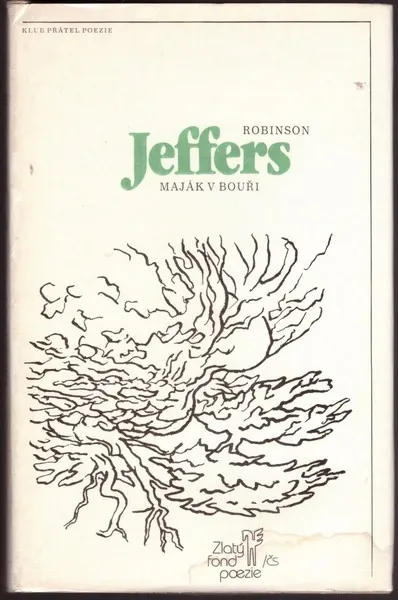 KLUB PŘÁTEL POEZIE
ROBINSON
Jeffers
MAJÁK V BOUŘI
Zlatý
fond /čs
poezie